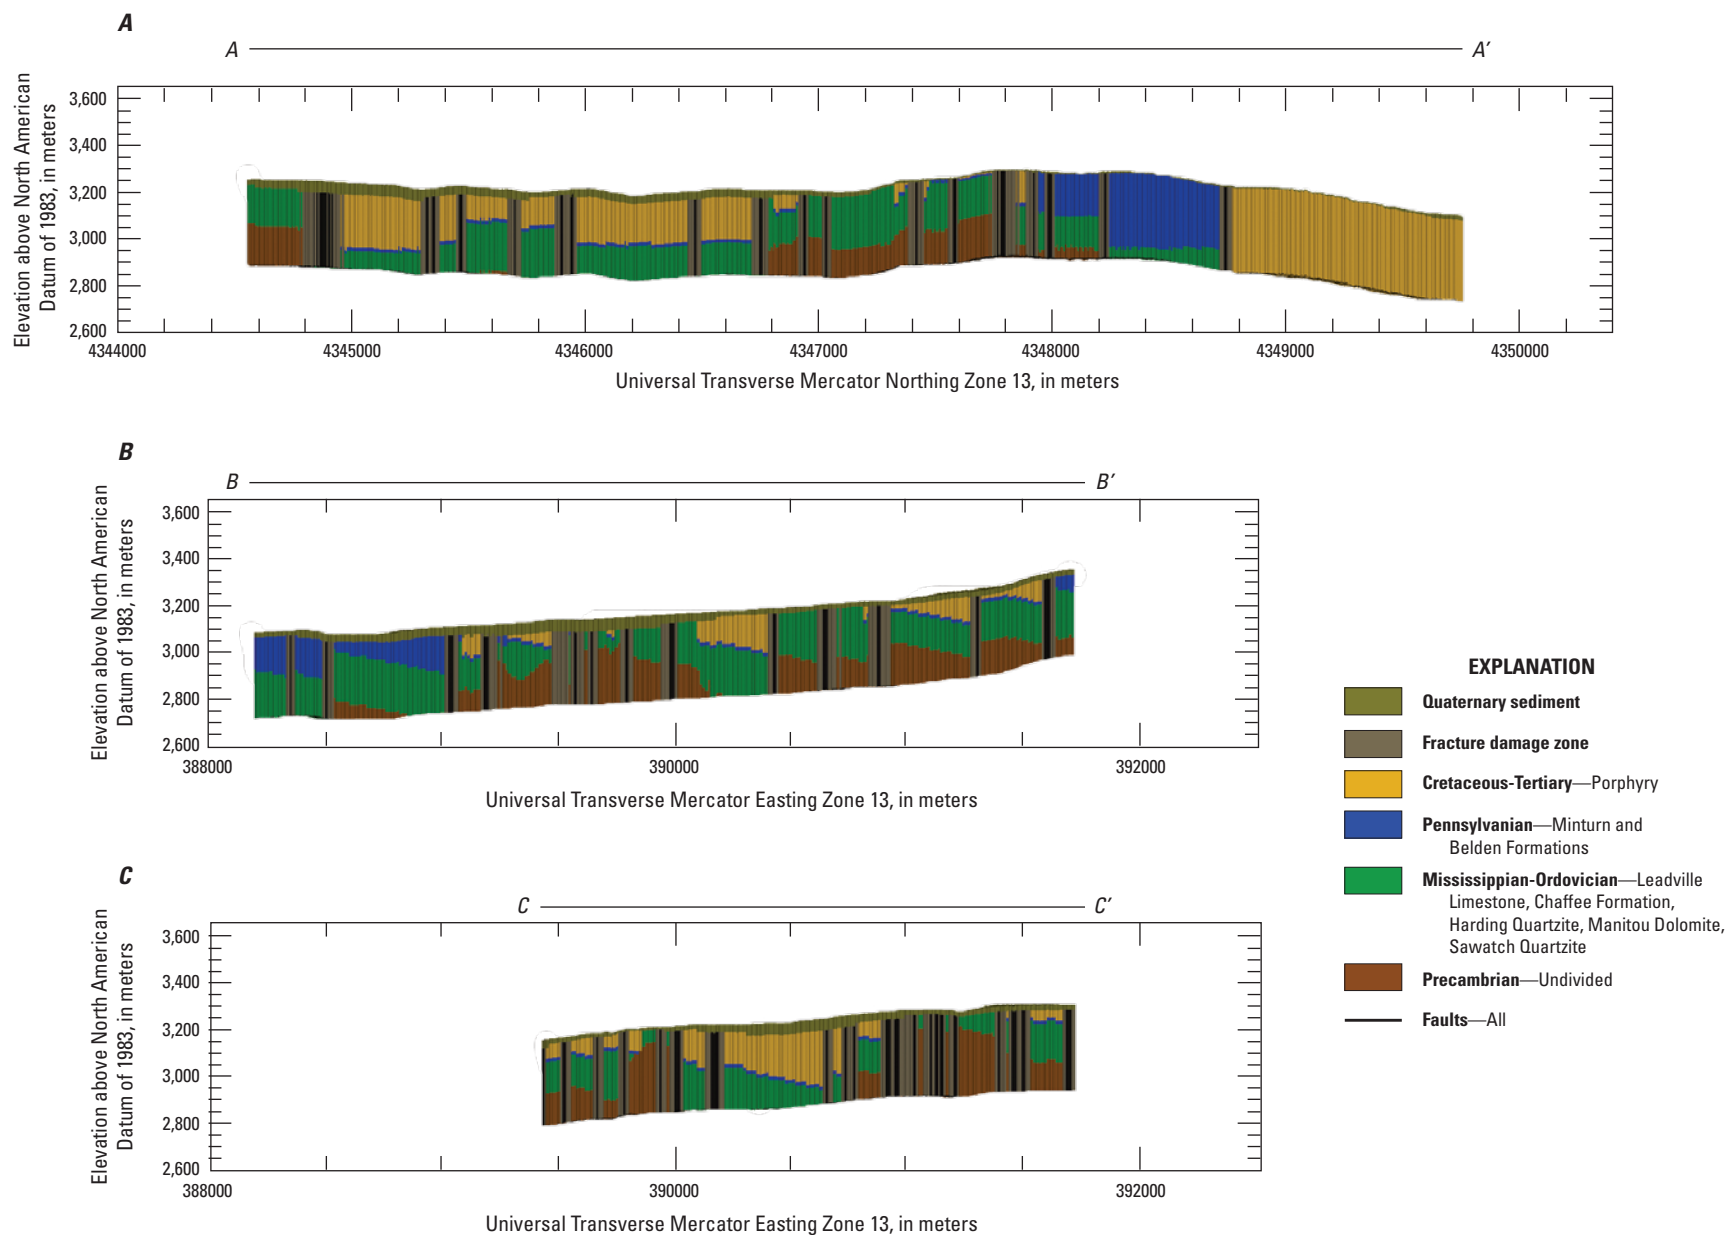 A
A A′
Elevation above North American
Datum of 1983, in meters
3,600
3,400
3,200
3,000
2,800
2,600
4344000 4345000 4346000 4347000 4348000 4349000 4350000
Universal Transverse Mercator Northing Zone 13, in meters
B
B B′
Elevation above North American
Datum of 1983, in meters
3,600
3,400
3,200
3,000
2,800
2,600
388000 390000 392000
Universal Transverse Mercator Easting Zone 13, in meters
C
C C′
Elevation above North American
Datum of 1983, in meters
3,600
3,400
3,200
3,000
2,800
2,600
388000 390000 392000
Universal Transverse Mercator Easting Zone 13, in meters
EXPLANATION
Quaternary sediment
Fracture damage zone
Cretaceous-Tertiary—Porphyry
Pennsylvanian—Minturn and
Belden Formations
Mississippian-Ordovician—Leadville
Limestone, Chaffee Formation,
Harding Quartzite, Manitou Dolomite,
Sawatch Quartzite
Precambrian—Undivided
Faults—All